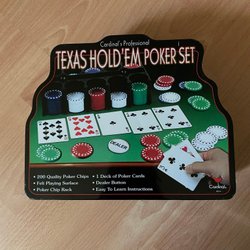 Cardinal's Professional
TEXAS HOLD'EM POKER SET
DEALER
• 200 Quality Poker Chips
• Felt Playing Surface
• Poker Chip Rack
• 1 Deck of Poker Cards
• Dealer Button
• Easy To Learn Instructions
Cardinal